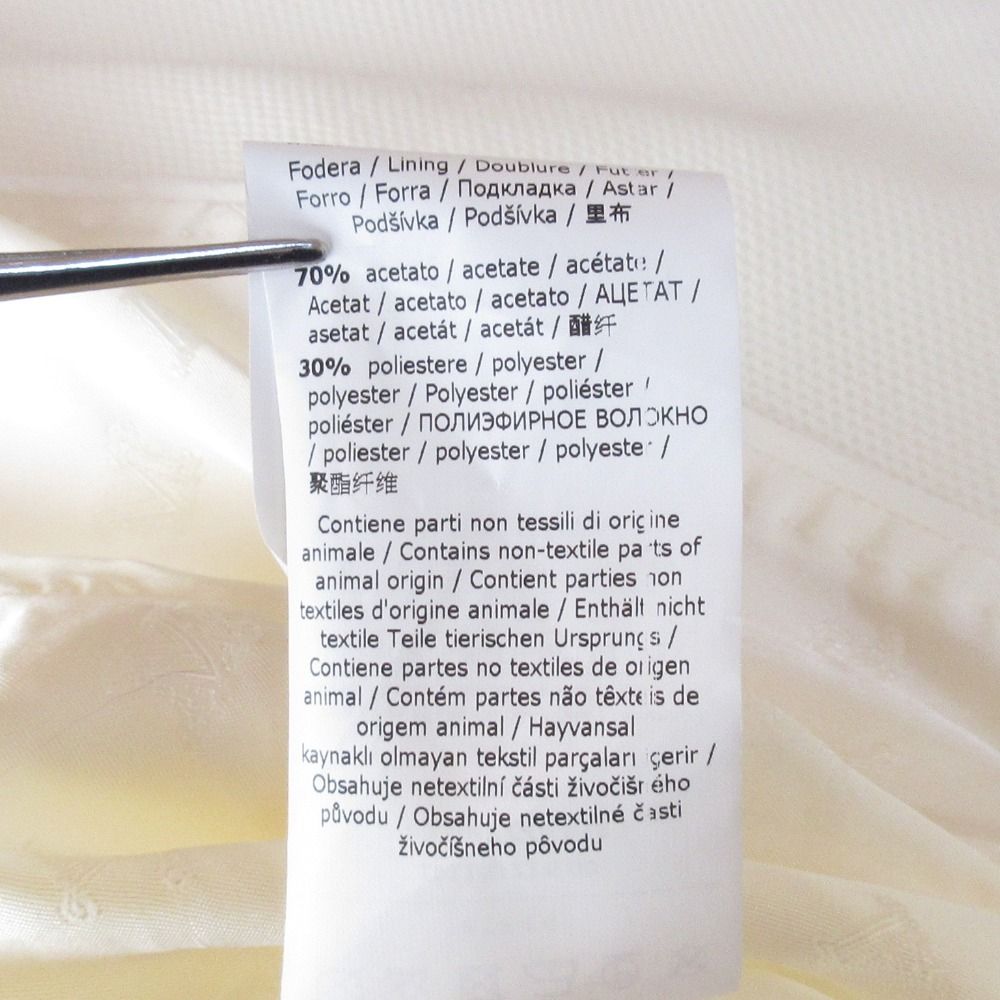 Fodera / Lining / Doublure / Futter /
Forro / Forra / Подкладка / Astar /
Podšívka / Podšívka / 里布
70% acetato / acetate / acétate /
Acetat / acetato / acetato / АЦЕТАТ /
asetat / acetát / acetát / 醋纤
30% poliestere / polyester /
polyester / Polyester / poliéster /
poliéster / ПОЛИЭФИРНОЕ ВОЛОКНО
/ poliester / polyester / polyester /
聚酯纤维
Contiene parti non tessili di origine
animale / Contains non-textile parts of
animal origin / Contient parties non
textiles d'origine animale / Enthält nicht
textile Teile tierischen Ursprungs /
Contiene partes no textiles de origen
animal / Contém partes não têxteis de
origem animal / Hayvansal
kaynaklı olmayan tekstil parçaları içerir /
Obsahuje netextilní části živočišného
původu / Obsahuje netextilné časti
živočíšneho pôvodu